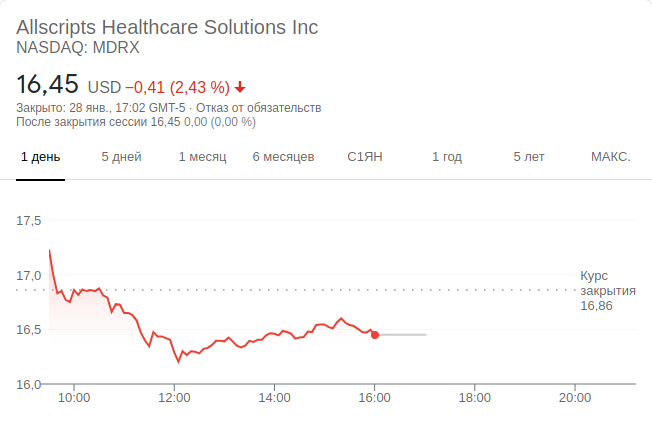 Allscripts Healthcare Solutions Inc
NASDAQ: MDRX
16,45 USD −0,41 (2,43 %)
Закрыто: 28 янв., 17:02 GMT-5 · Отказ от обязательств
После закрытия сессии 16,45 0,00 (0,00 %)
1 день 5 дней 1 месяц 6 месяцев С1ЯН 1 год 5 лет МАКС.
17,5
17,0
Курс
закрытия
16,86
16,5
16,0
10:00 12:00 14:00 16:00 18:00 20:00